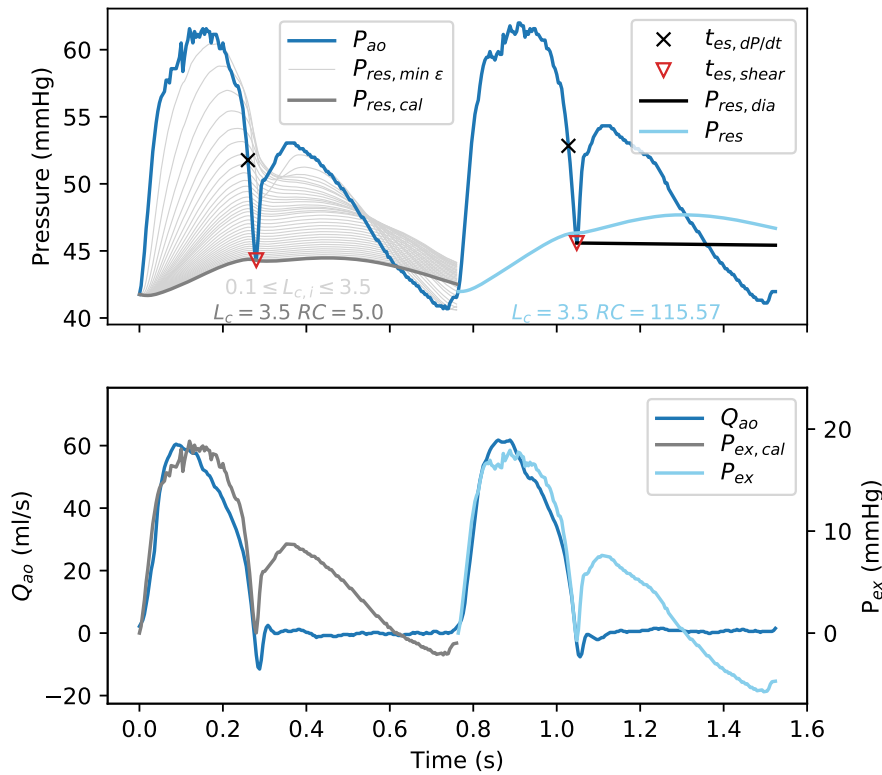 60
55
50
45
40
Pressure (mmHg)
P_ao
P_res, min ε
P_res, cal
t_es, dP/dt
t_es, shear
P_res, dia
P_res
0.1 ≤ L_c, i ≤ 3.5
L_c = 3.5 RC = 5.0
L_c = 3.5 RC = 115.57
60
40
20
0
−20
Q_ao (ml/s)
Q_ao
P_ex, cal
P_ex
20
10
0
P_ex (mmHg)
0.0 0.2 0.4 0.6 0.8 1.0 1.2 1.4 1.6
Time (s)